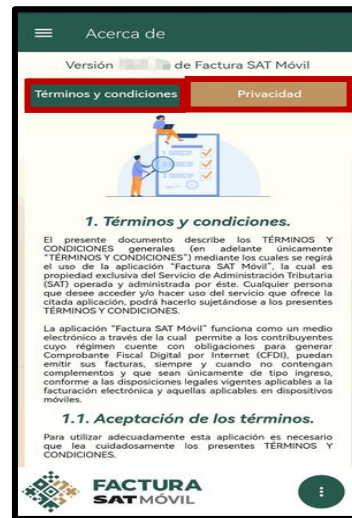 Acerca de
Versión de Factura SAT Móvil
Términos y condiciones
Privacidad
1. Términos y condiciones.
El presente documento describe los TÉRMINOS Y
CONDICIONES generales (en adelante únicamente
"TÉRMINOS Y CONDICIONES") mediante los cuales se regirá
el uso de la aplicación "Factura SAT Móvil", la cual es
propiedad exclusiva del Servicio de Administración Tributaria
(SAT) operada y administrada por éste. Cualquier persona
que desee acceder y/o hacer uso del servicio que ofrece la
citada aplicación, podrá hacerlo sujetándose a los presentes
TÉRMINOS Y CONDICIONES.
La aplicación "Factura SAT Móvil" funciona como un medio
electrónico a través de la cual permite a los contribuyentes
cuyo régimen cuente con obligaciones para generar
Comprobante Fiscal Digital por Internet (CFDI), puedan
emitir sus facturas, siempre y cuando no contengan
complementos y que sean únicamente de tipo ingreso,
conforme a las disposiciones legales vigentes aplicables a la
facturación electrónica y aquellas aplicables en dispositivos
móviles.
1.1. Aceptación de los términos.
Para utilizar adecuadamente esta aplicación es necesario
que lea cuidadosamente los presentes TÉRMINOS Y
CONDICIONES.
FACTURA
SAT MÓVIL